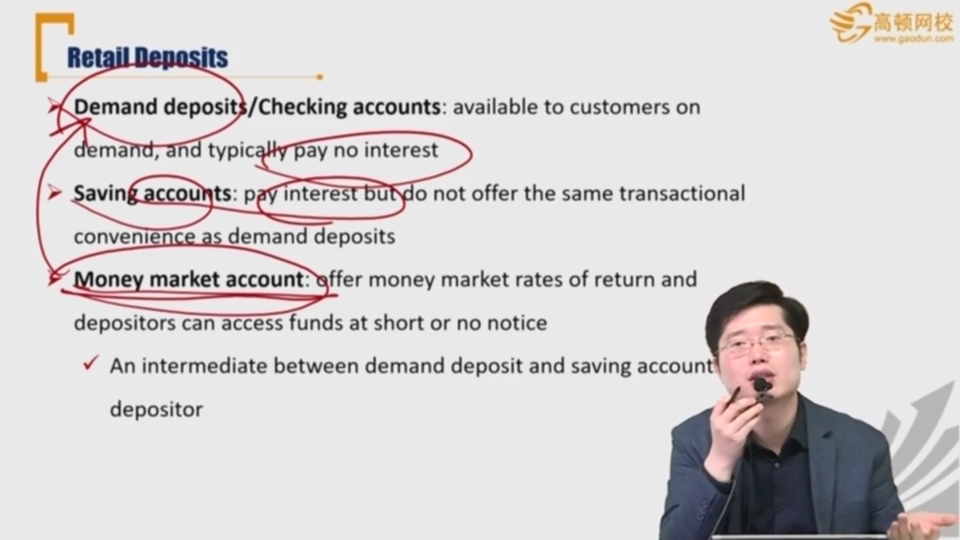 高顿网校
www.gaodun.com
Retail Deposits
Demand deposits/Checking accounts: available to customers on
demand, and typically pay no interest
Saving accounts: pay interest but do not offer the same transactional
convenience as demand deposits
Money market account: offer money market rates of return and
depositors can access funds at short or no notice
An intermediate between demand deposit and saving account
depositor